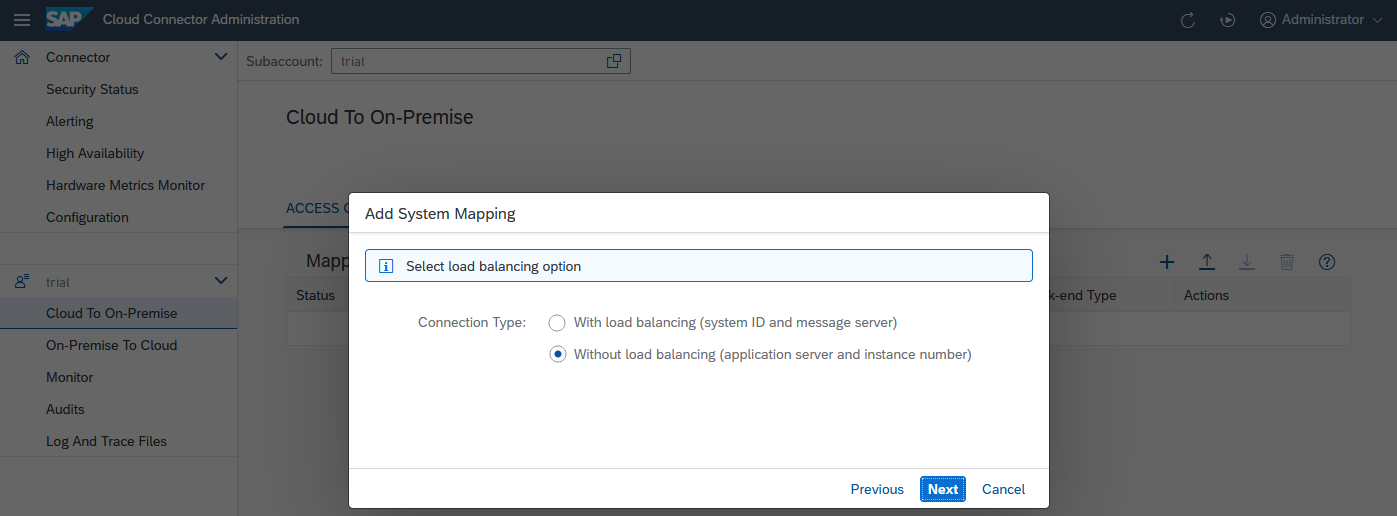 SAP Cloud Connector Administration
Administrator
Connector
Security Status
Alerting
High Availability
Hardware Metrics Monitor
Configuration
trial
Cloud To On-Premise
On-Premise To Cloud
Monitor
Audits
Log And Trace Files
Subaccount: trial
Cloud To On-Premise
ACCESS
Mapp
Status
k-end Type
Actions
Add System Mapping
Select load balancing option
Connection Type:
With load balancing (system ID and message server)
Without load balancing (application server and instance number)
Previous
Next
Cancel